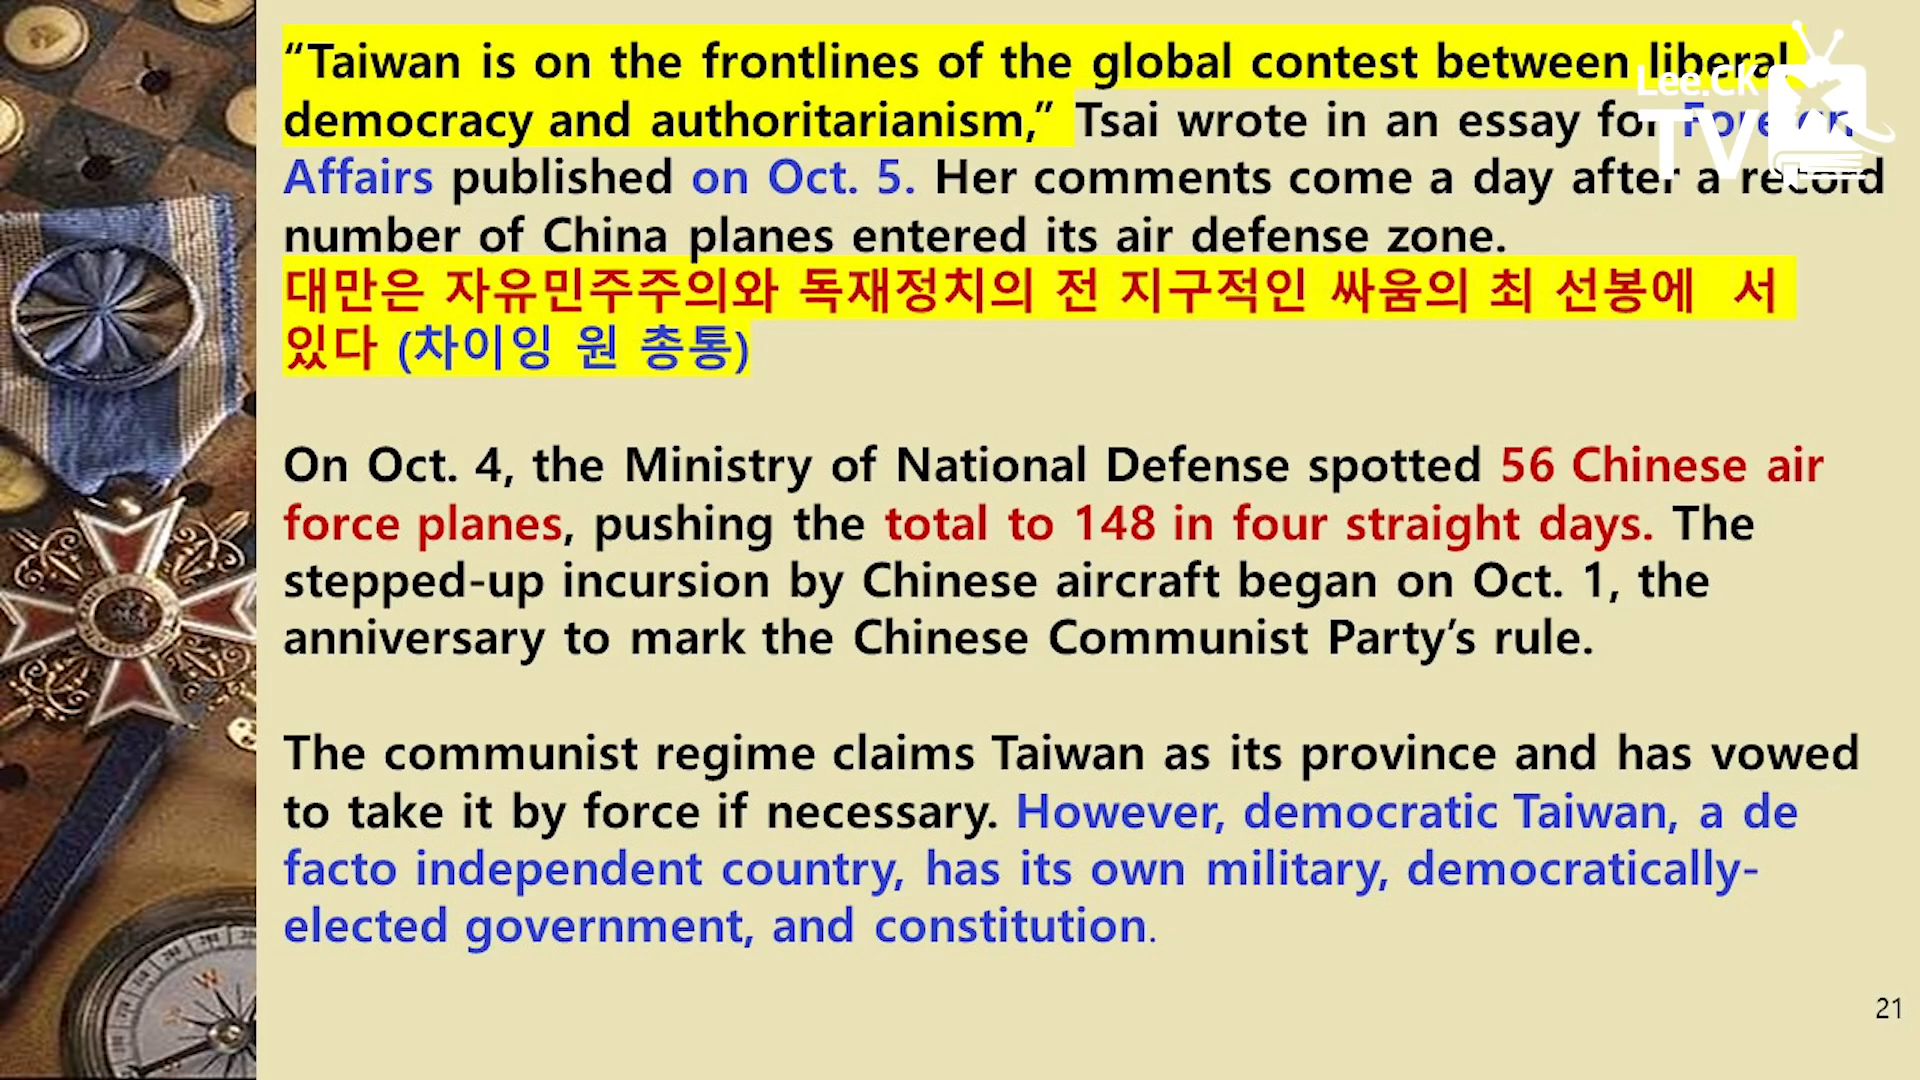 “Taiwan is on the frontlines of the global contest between liberal
democracy and authoritarianism,” Tsai wrote in an essay for Foreign
Affairs published on Oct. 5. Her comments come a day after a record
number of China planes entered its air defense zone.
대만은 자유민주주의와 독재정치의 전 지구적인 싸움의 최 선봉에 서
있다 (차이잉 원 총통)
On Oct. 4, the Ministry of National Defense spotted 56 Chinese air
force planes, pushing the total to 148 in four straight days. The
stepped-up incursion by Chinese aircraft began on Oct. 1, the
anniversary to mark the Chinese Communist Party’s rule.
The communist regime claims Taiwan as its province and has vowed
to take it by force if necessary. However, democratic Taiwan, a de
facto independent country, has its own military, democratically-
elected government, and constitution.
21
Lee.CK
TV